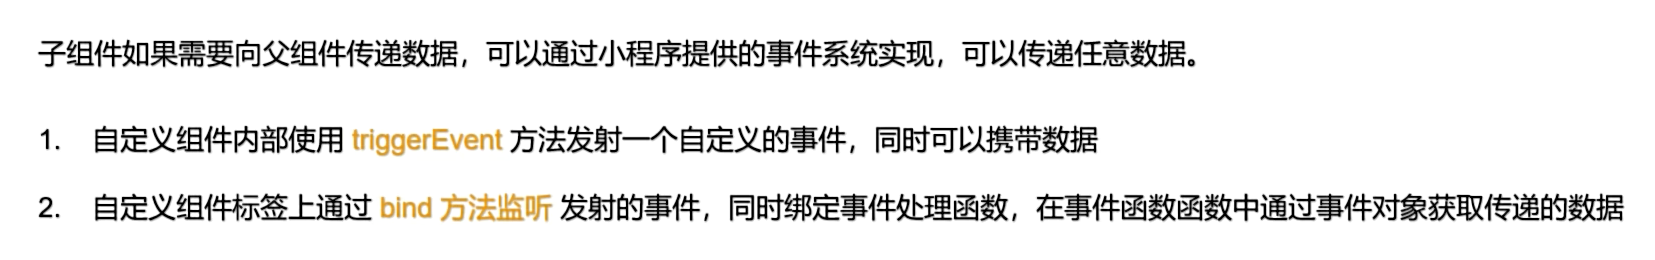 子组件如果需要向父组件传递数据，可以通过小程序提供的事件系统实现，可以传递任意数据。
1. 自定义组件内部使用 triggerEvent 方法发射一个自定义的事件，同时可以携带数据
2. 自定义组件标签上通过 bind 方法监听 发射的事件，同时绑定事件处理函数，在事件函数函数中通过事件对象获取传递的数据